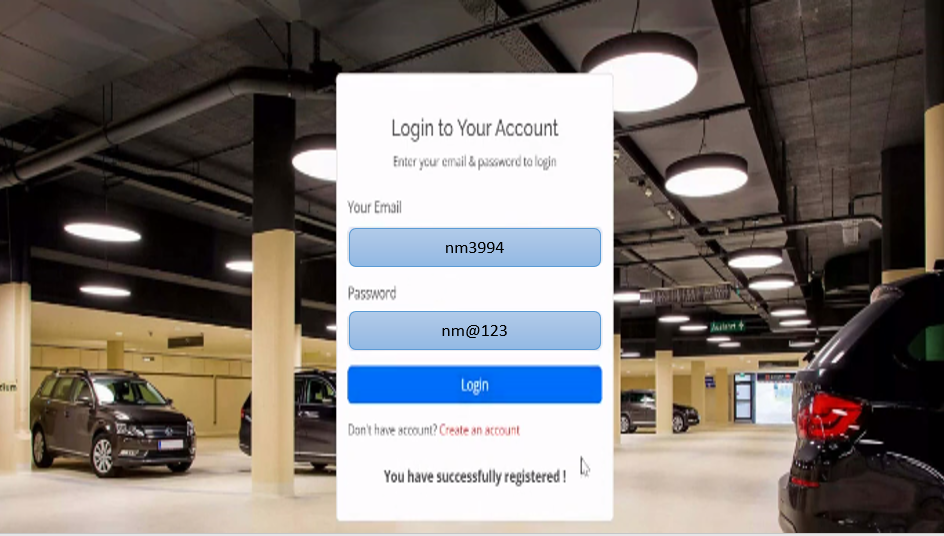 Login to Your Account
Enter your email & password to login
Your Email
nm3994
Password
nm@123
Login
Don't have account? Create an account
You have successfully registered !